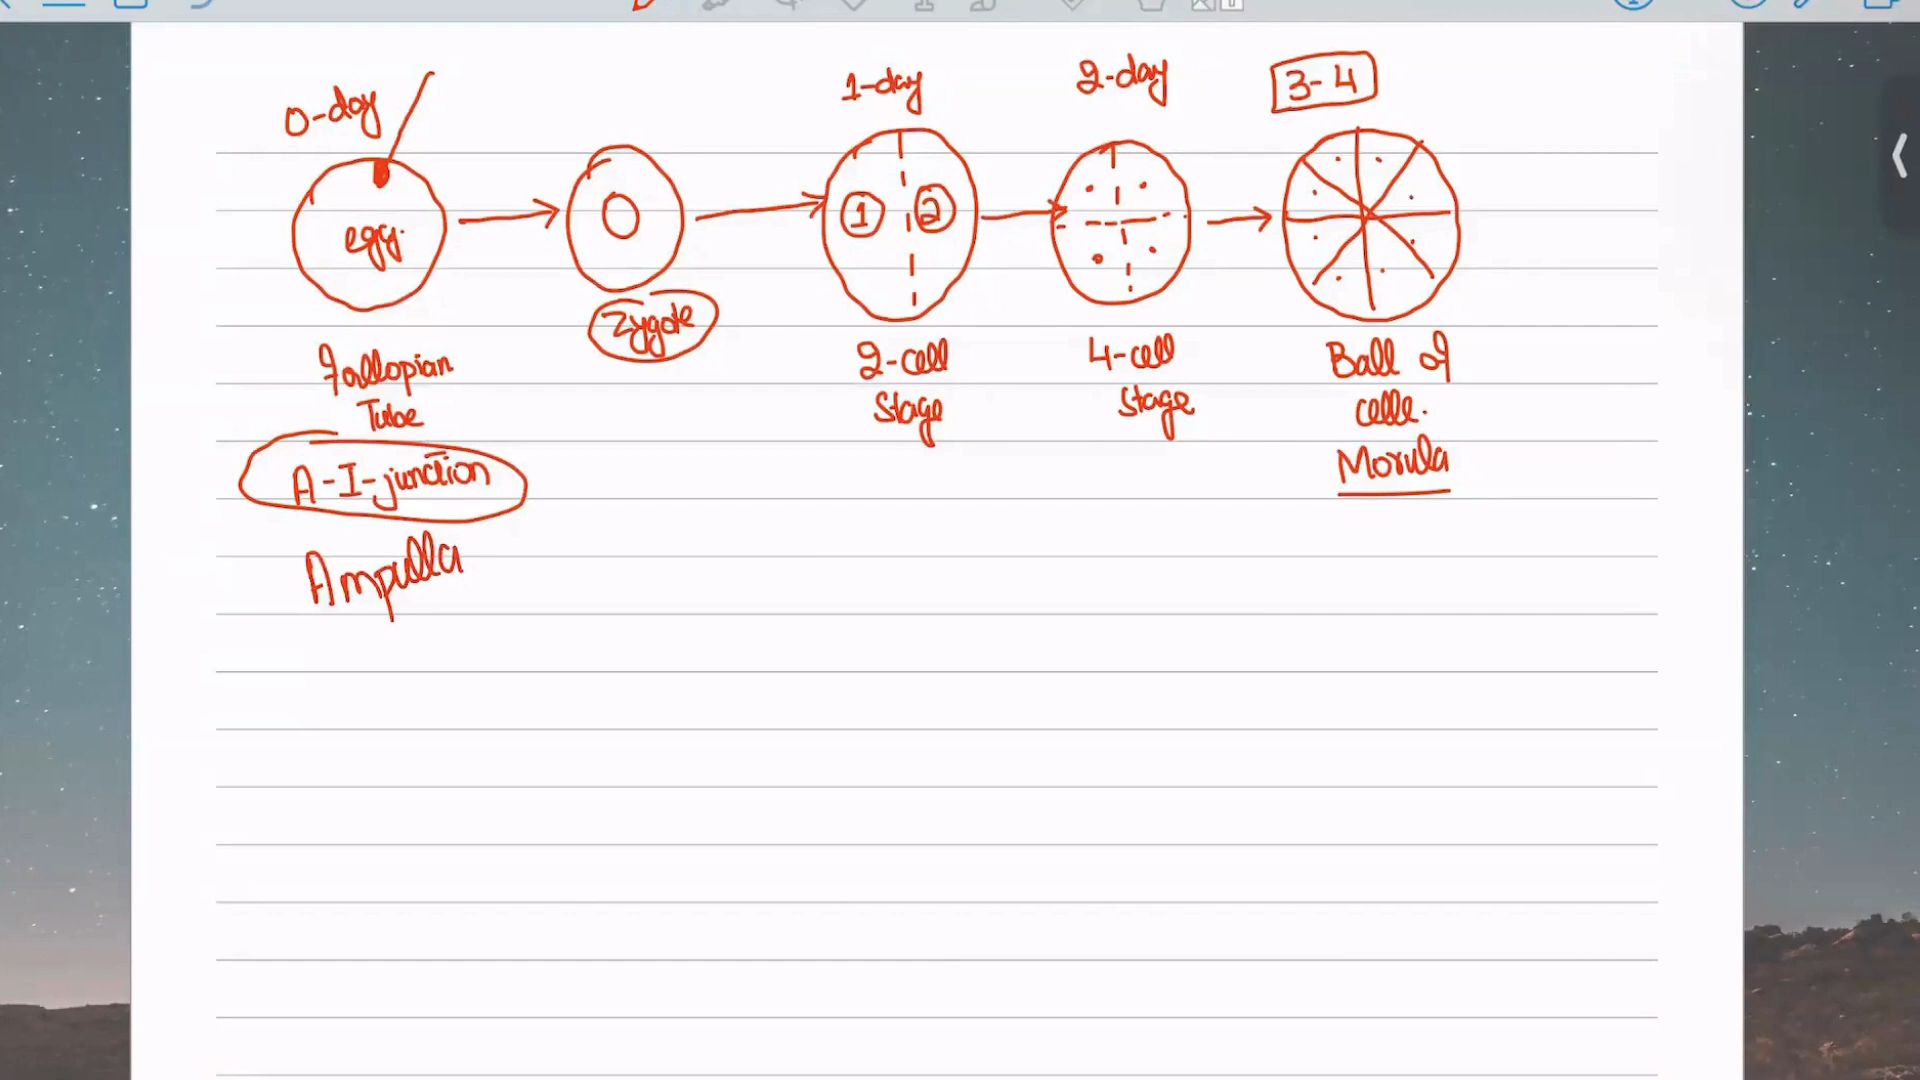 0-day
1-day
2-day
3-4
egg.
1
2
Zygote
Fallopian
Tube
2-cell
Stage
4-cell
Stage
Ball of
cells.
Morula
A-I-junction
Ampulla